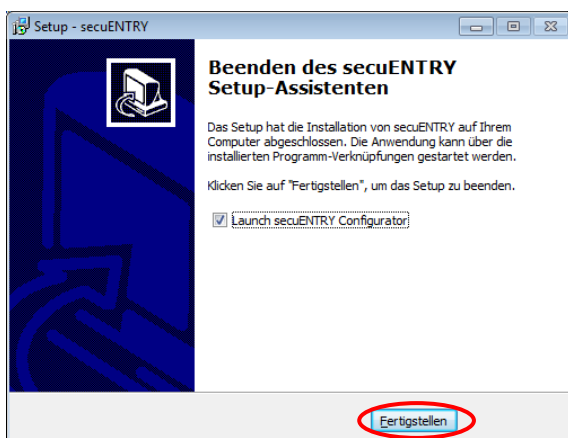 Setup - secuENTRY
Beenden des secuENTRY
Setup-Assistenten
Das Setup hat die Installation von secuENTRY auf Ihrem
Computer abgeschlossen. Die Anwendung kann über die
installierten Programm-Verknüpfungen gestartet werden.
Klicken Sie auf "Fertigstellen", um das Setup zu beenden.
Launch secuENTRY Configurator
Fertigstellen